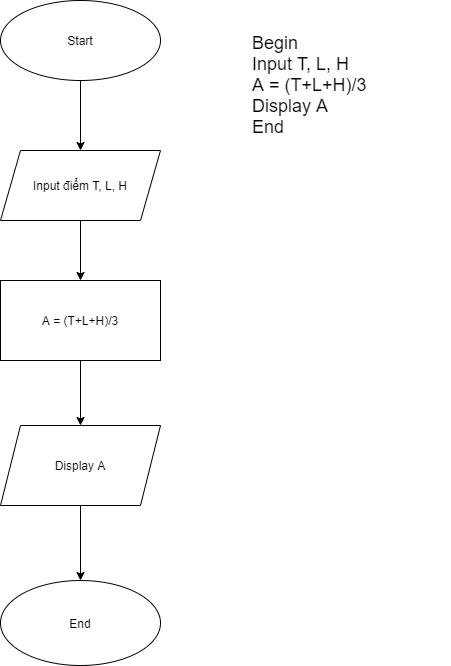 Start
Input điểm T, L, H
A = (T+L+H)/3
Display A
End
Begin
Input T, L, H
A = (T+L+H)/3
Display A
End